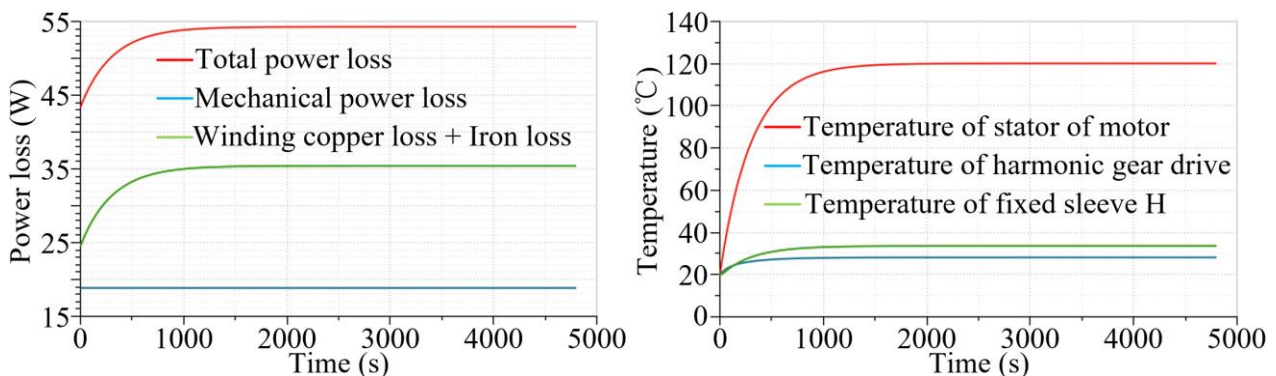 55
45
35
25
15
Power loss (W)
Total power loss
Mechanical power loss
Winding copper loss + Iron loss
0 1000 2000 3000 4000 5000
Time (s)
140
120
100
80
60
40
20
0
Temperature (℃)
Temperature of stator of motor
Temperature of harmonic gear drive
Temperature of fixed sleeve H
0 1000 2000 3000 4000 5000
Time (s)